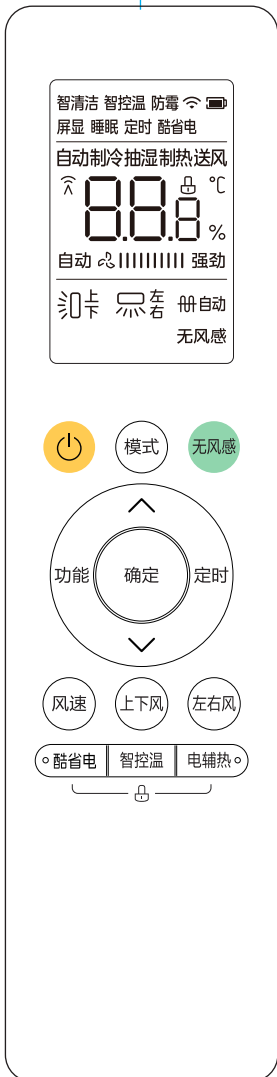 智清洁 智控温 防霉
屏显 睡眠 定时 酷省电
自动制冷抽湿制热送风
88.8 ℃ %
自动 强劲
上下 左右 自动
无风感
模式 无风感
功能 确定 定时
风速 上下风 左右风
酷省电 智控温 电辅热